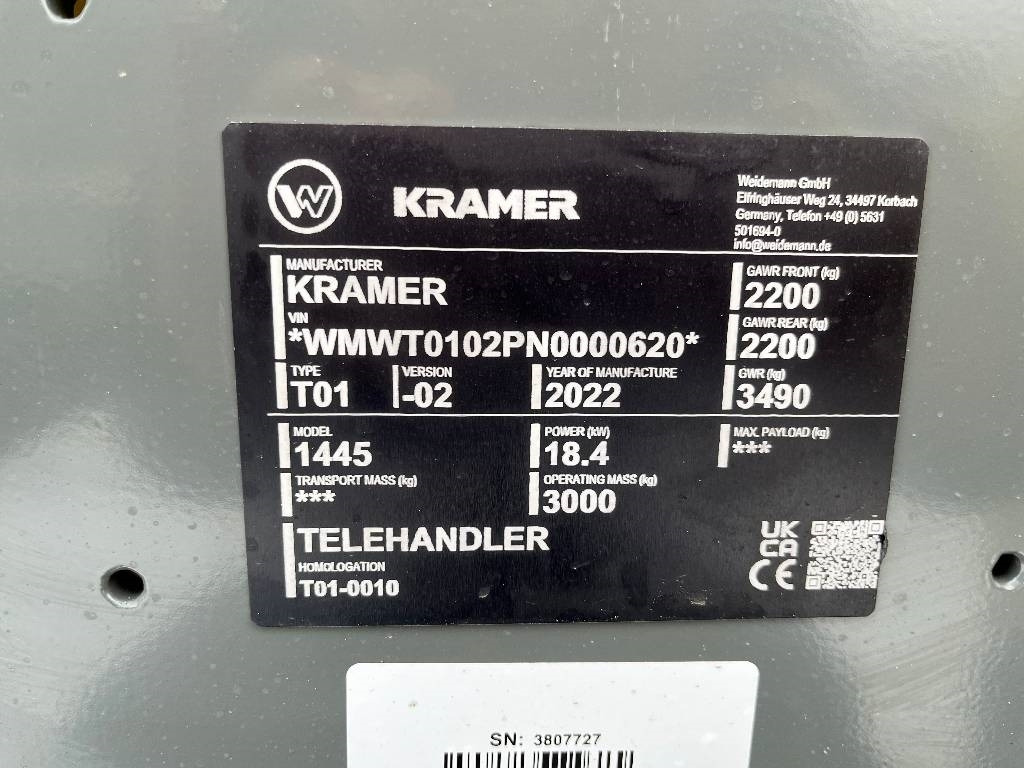 W KRAMER
Weidemann GmbH
Elfringhäuser Weg 24, 34497 Korbach
Germany, Telefon +49 (0) 5631
501694-0
info@weidemann.de
MANUFACTURER
KRAMER
VIN
*WMWT0102PN0000620*
TYPE VERSION YEAR OF MANUFACTURE
T01 -02 2022
GAWR FRONT (kg)
2200
GAWR REAR (kg)
2200
GWR (kg)
3490
MODEL POWER (kW) MAX. PAYLOAD (kg)
1445 18.4 ***
TRANSPORT MASS (kg) OPERATING MASS (kg)
*** 3000
TELEHANDLER
HOMOLOGATION
T01-0010
UK
CA
CE
SN: 3807727